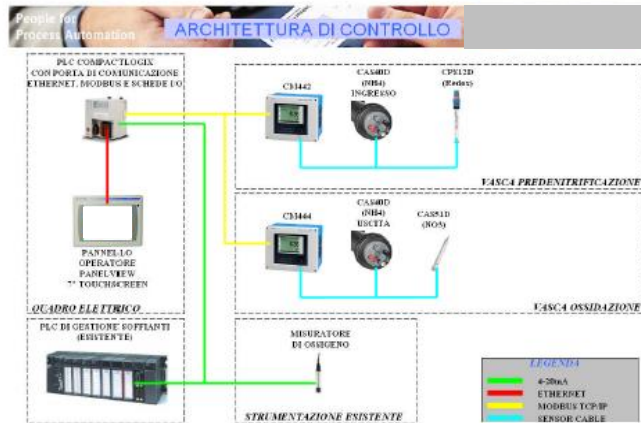 People for
Process Automation
ARCHITETTURA DI CONTROLLO
PLC COMPACTLOGIX
CON PORTA DI COMUNICAZIONE
ETHERNET, MODBUS E SCHEDE I/O
CM442
CAS40D
(NH4)
INGRESSO
CPS12D
(Redox)
VASCA PREDENITRIFICAZIONE
CM444
CAS40D
(NH4)
USCITA
CAS51D
(NO3)
PANNELLO
OPERATORE
PANELVIEW
7" TOUCHSCREEN
QUADRO ELETTRICO
VASCA OSSIDAZIONE
PLC DI GESTIONE SOFFIANTI
(ESISTENTE)
MISURATORE
DI OSSIGENO
STRUMENTAZIONE ESISTENTE
LEGENDA
4-20mA
ETHERNET
MODBUS TCP/IP
SENSOR CABLE